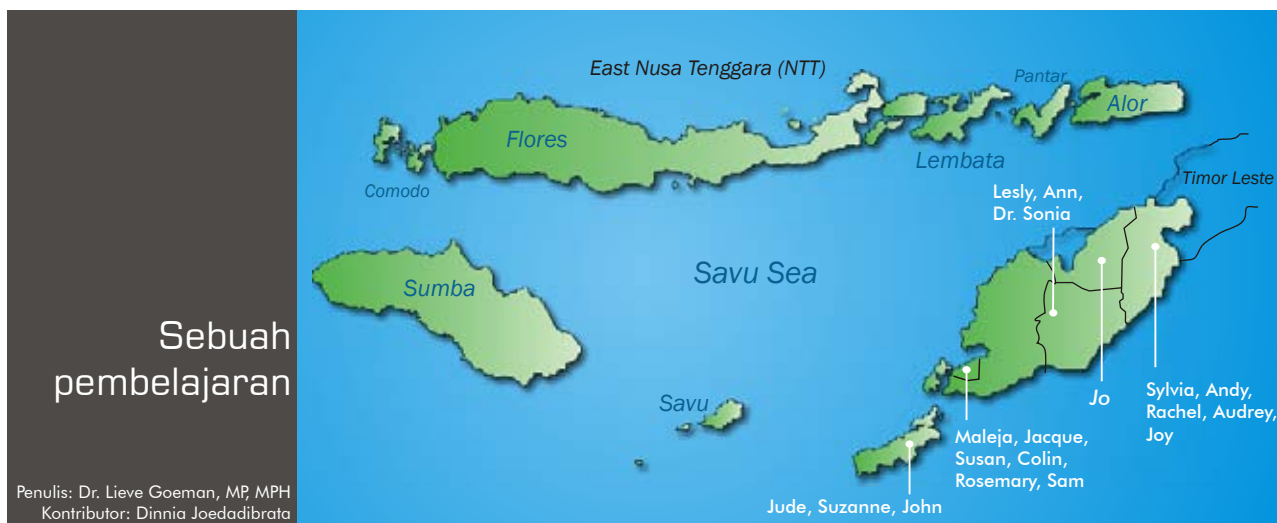 Sebuah
pembelajaran
Penulis: Dr. Lieve Goeman, MP, MPH
Kontributor: Dinnia Joedadibrata
East Nusa Tenggara (NTT)
Pantar
Alor
Flores
Lembata
Comodo
Timor Leste
Lesly, Ann,
Dr. Sonia
Savu Sea
Sumba
Savu
Jo
Sylvia, Andy,
Rachel, Audrey,
Joy
Maleja, Jacque,
Susan, Colin,
Rosemary, Sam
Jude, Suzanne, John